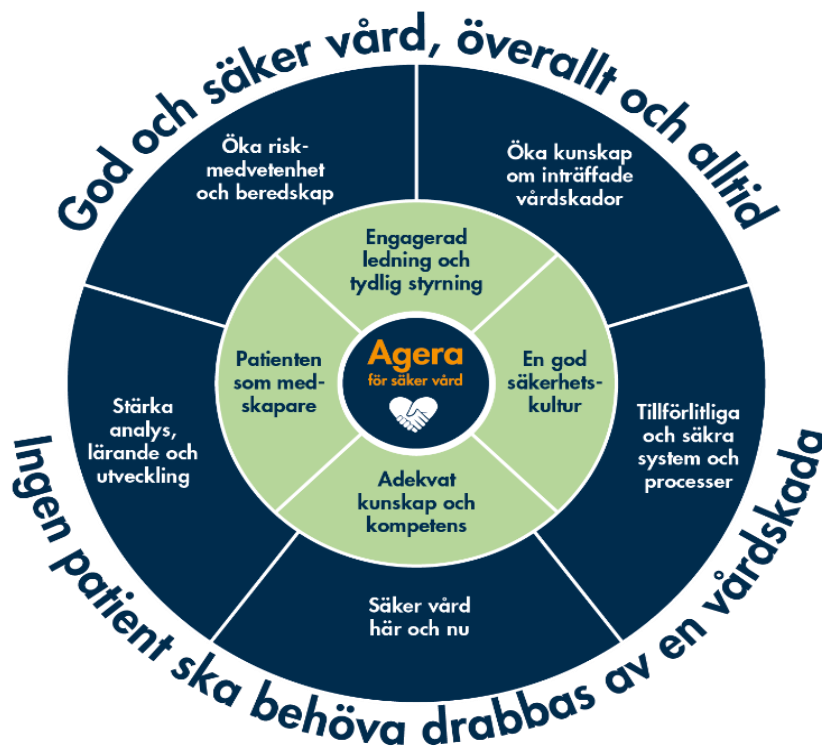 God och säker vård, överallt och alltid
Öka risk-
medvetenhet
och beredskap
Öka kunskap
om inträffade
vårdskador
Engagerad
ledning och
tydlig styrning
Patienten
som med-
skapare
Agera
för säker vård
En god
säkerhets-
kultur
Stärka
analys,
lärande och
utveckling
Tillförlitliga
och säkra
system och
processer
Adekvat
kunskap och
kompetens
Säker vård
här och nu
Ingen patient ska behöva drabbas av en vårdskada